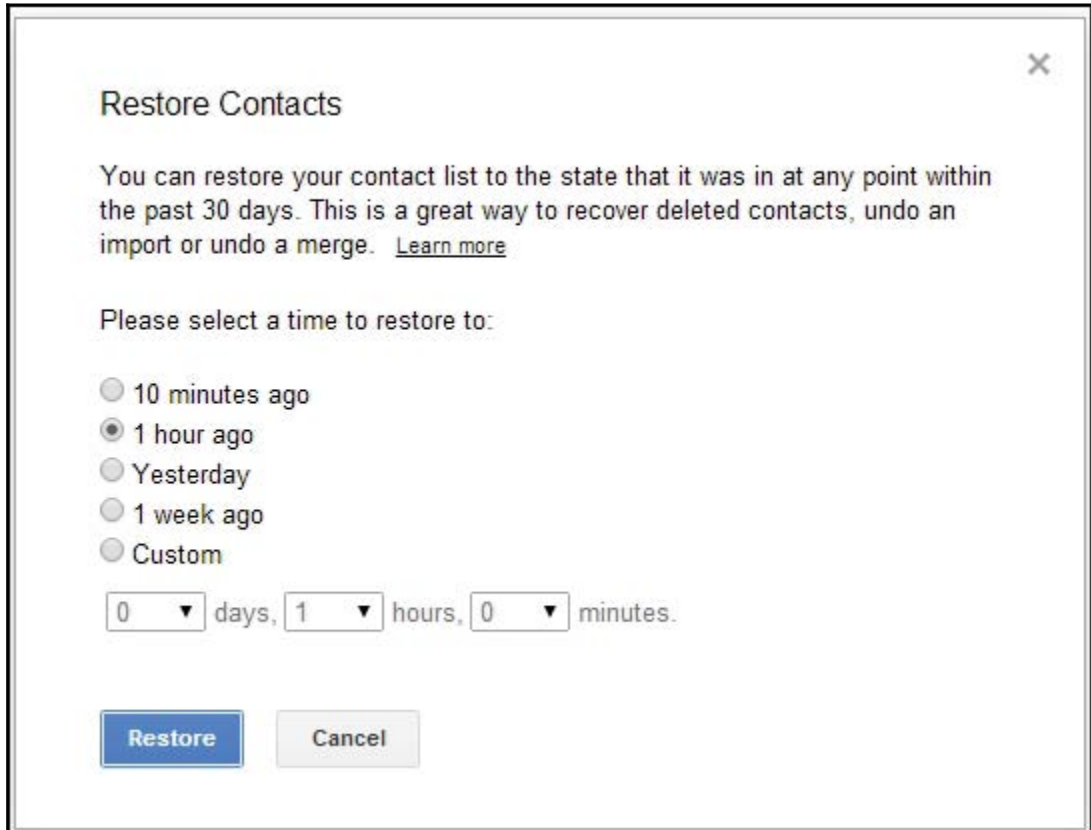 Restore Contacts
You can restore your contact list to the state that it was in at any point within
the past 30 days. This is a great way to recover deleted contacts, undo an
import or undo a merge. Learn more
Please select a time to restore to:
10 minutes ago
1 hour ago
Yesterday
1 week ago
Custom
0 days, 1 hours, 0 minutes.
Restore Cancel